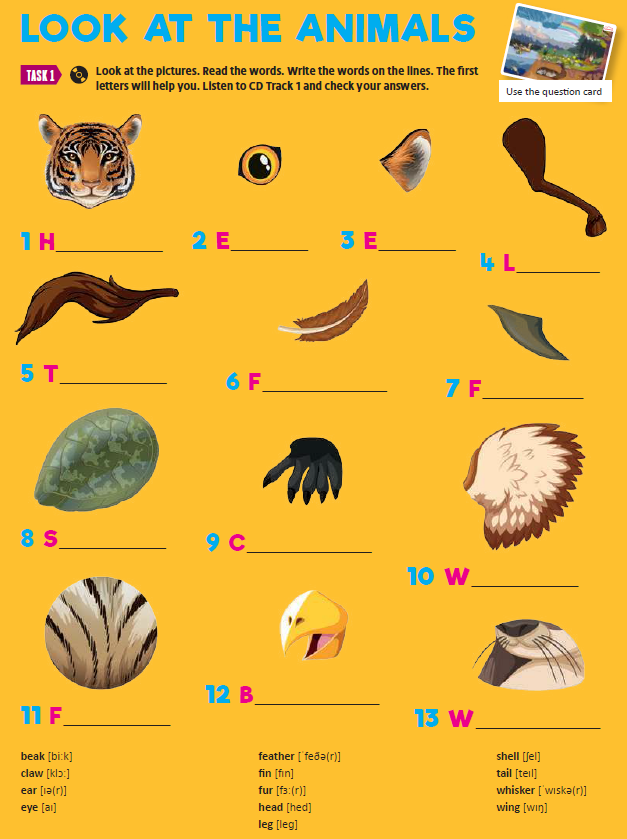 LOOK AT THE ANIMALS
TASK 1
Look at the pictures. Read the words. Write the words on the lines. The first
letters will help you. Listen to CD Track 1 and check your answers.
Use the question card
1 H
2 E
3 E
4 L
5 T
6 F
7 F
8 S
9 C
10 W
11 F
12 B
13 W
beak [biːk]
claw [klɔː]
ear [ɪə(r)]
eye [aɪ]
feather [ˈfeðə(r)]
fin [fɪn]
fur [fɜː(r)]
head [hed]
leg [leg]
shell [ʃel]
tail [teɪl]
whisker [ˈwɪskə(r)]
wing [wɪŋ]